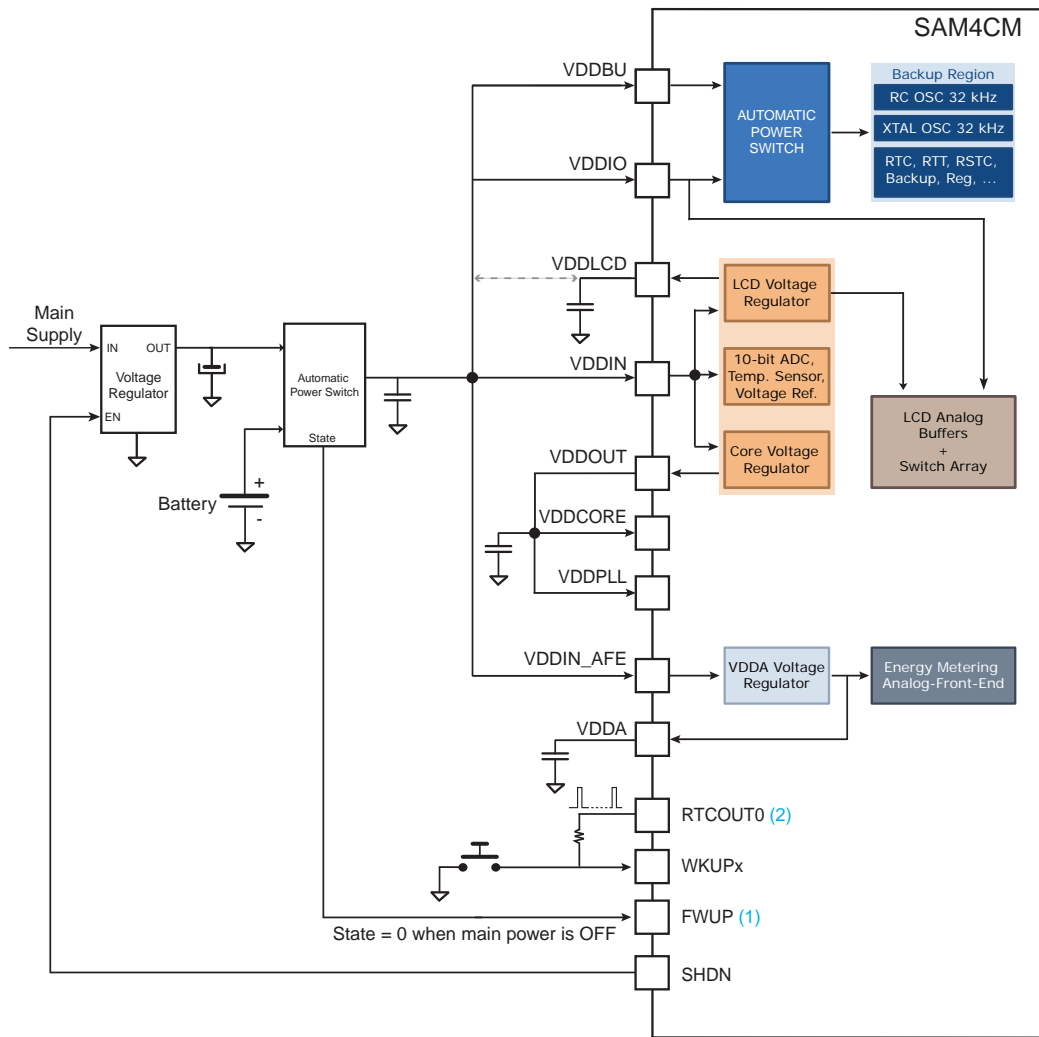 SAM4CM
VDDBU
Backup Region
RC OSC 32 kHz
XTAL OSC 32 kHz
RTC, RTT, RSTC,
Backup, Reg, ...
AUTOMATIC
POWER
SWITCH
VDDIO
VDDLCD
LCD Voltage
Regulator
Main
Supply
IN
OUT
Voltage
Regulator
EN
Automatic
Power Switch
State
VDDIN
10-bit ADC,
Temp. Sensor,
Voltage Ref.
LCD Analog
Buffers
+
Switch Array
Core Voltage
Regulator
VDDOUT
Battery
+
-
VDDCORE
VDDPLL
VDDIN_AFE
VDDA Voltage
Regulator
Energy Metering
Analog-Front-End
VDDA
RTCOUT0 (2)
WKUPx
FWUP (1)
State = 0 when main power is OFF
SHDN